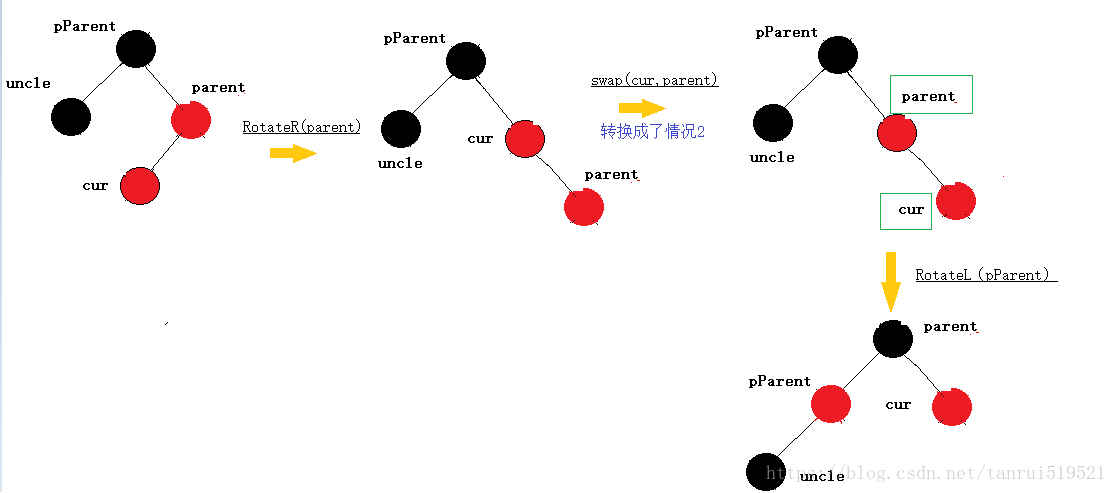 pParent
uncle
parent
cur
RotateR(parent)
pParent
uncle
cur
parent
swap(cur,parent)
转换成了情况2
pParent
uncle
parent
cur
RotateL（pParent）
parent
pParent
cur
uncle
https://blog.csdn.net/tanrui519521